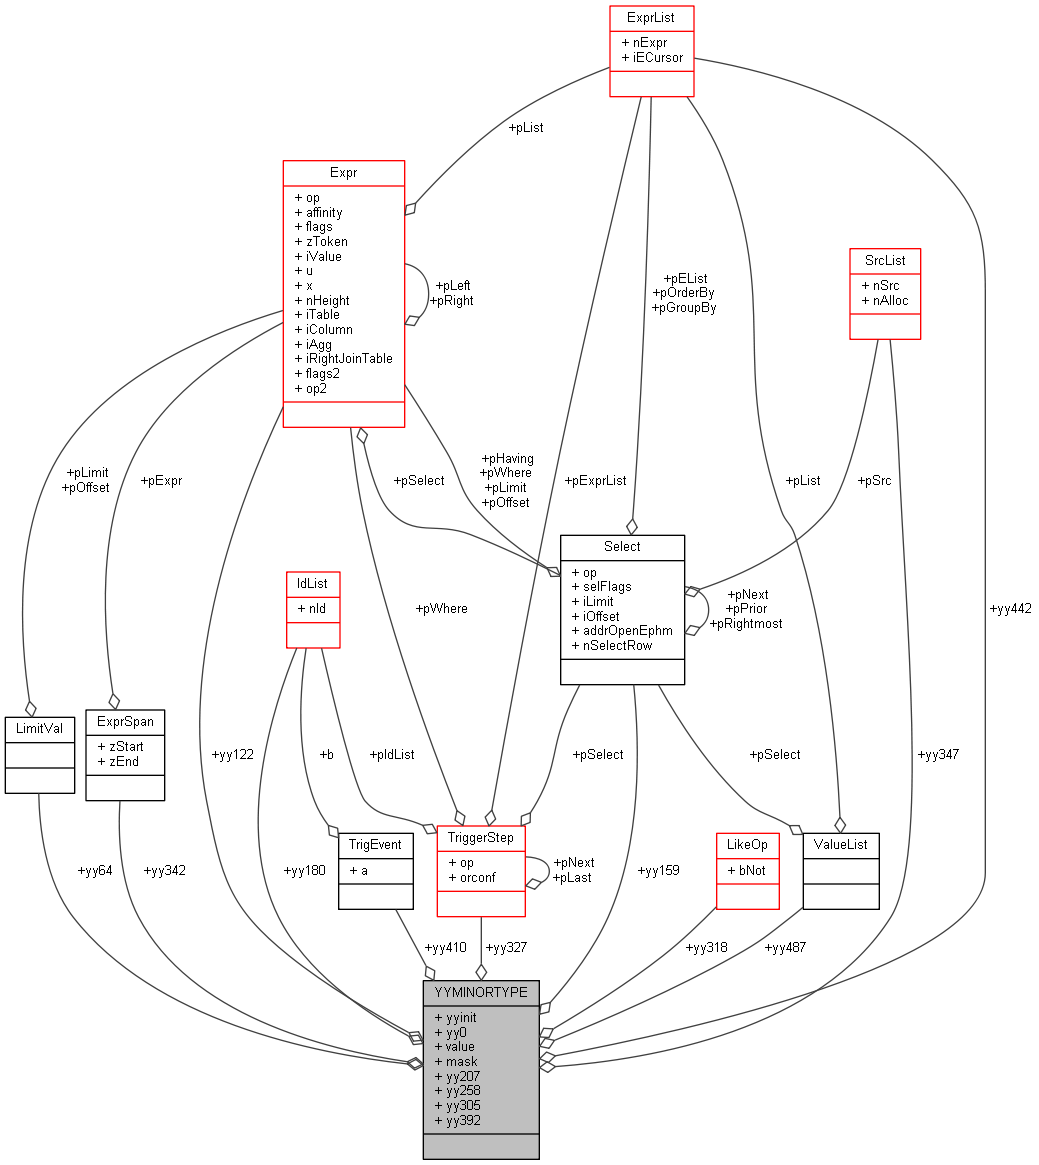 ExprList
+ nExpr
+ iECursor
+pList
Expr
+ op
+ affinity
+ flags
+ zToken
+ iValue
+ u
+ x
+ nHeight
+ iTable
+ iColumn
+ iAgg
+ iRightJoinTable
+ flags2
+ op2
+pLeft
+pRight
+pEList
+pOrderBy
+pGroupBy
SrcList
+ nSrc
+ nAlloc
+pLimit
+pOffset
+pExpr
+pSelect
+pHaving
+pWhere
+pLimit
+pOffset
+pExprList
+pList
+pSrc
Select
+ op
+ selFlags
+ iLimit
+ iOffset
+ addrOpenEphm
+ nSelectRow
+pNext
+pPrior
+pRightmost
IdList
+ nId
+pWhere
+yy442
LimitVal
ExprSpan
+ zStart
+ zEnd
+yy122
+b
+pIdList
+pSelect
+pSelect
+yy347
TrigEvent
+ a
TriggerStep
+ op
+ orconf
+pNext
+pLast
LikeOp
+ bNot
ValueList
+yy64
+yy342
+yy180
+yy159
+yy410
+yy327
+yy318
+yy487
YYMINORTYPE
+ yyinit
+ yy0
+ value
+ mask
+ yy207
+ yy258
+ yy305
+ yy392